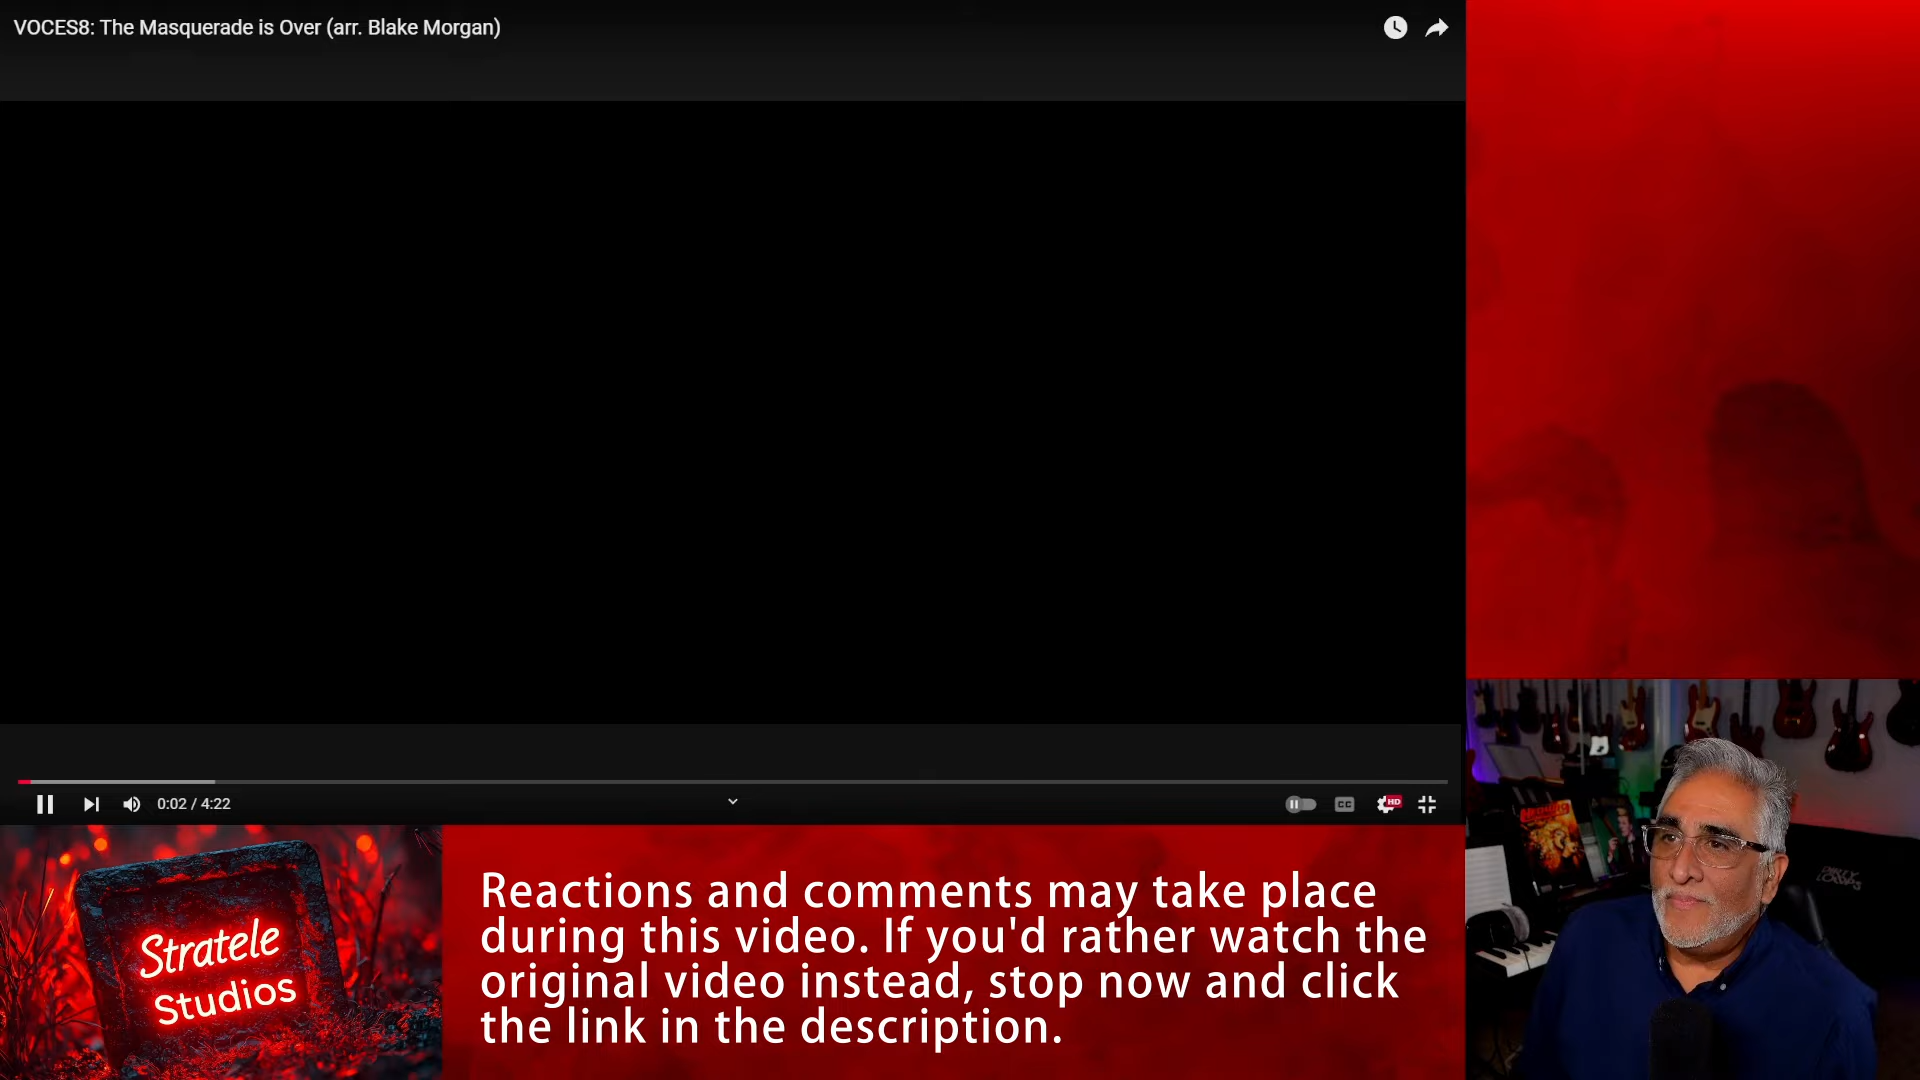 VOCES8: The Masquerade is Over (arr. Blake Morgan)
0:02 / 4:22
CC
HD
Stratele
Studios
Reactions and comments may take place
during this video. If you'd rather watch the
original video instead, stop now and click
the link in the description.